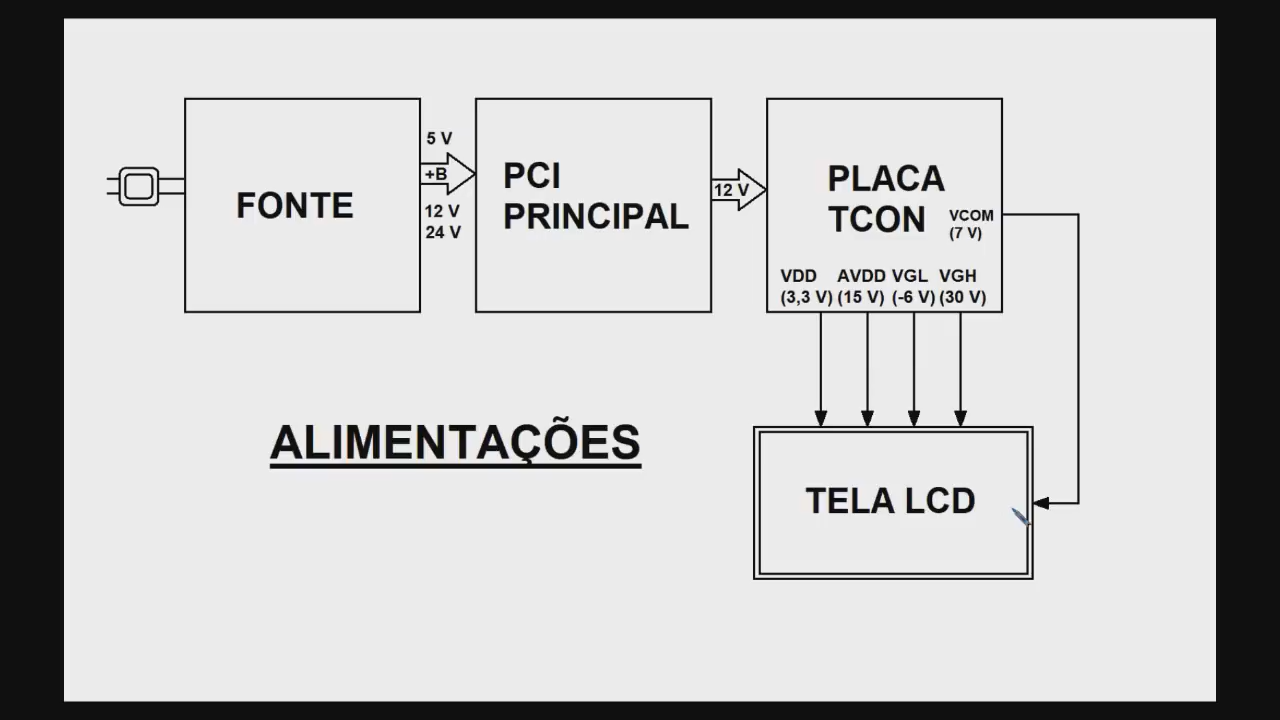 FONTE
5 V
+B
12 V
24 V
PCI
PRINCIPAL
12 V
PLACA
TCON
VCOM
(7 V)
VDD AVDD VGL VGH
(3,3 V) (15 V) (-6 V) (30 V)
ALIMENTAÇÕES
TELA LCD